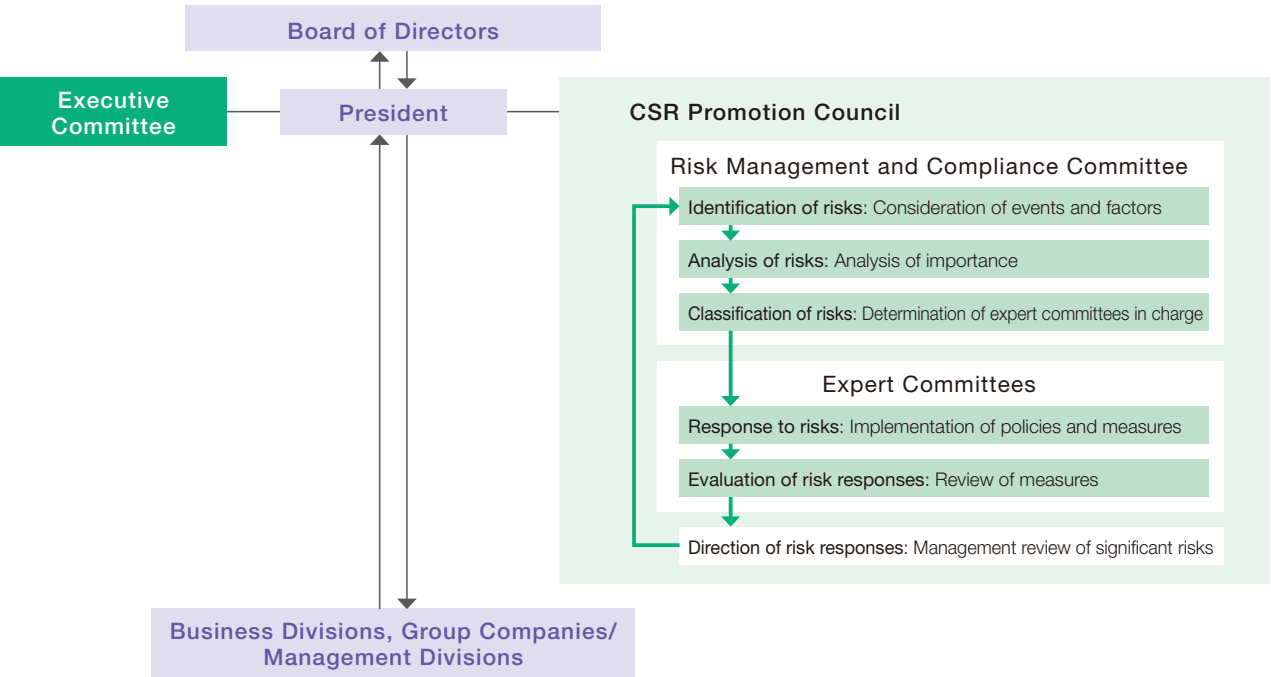 Board of Directors
Executive
Committee
President
CSR Promotion Council
Risk Management and Compliance Committee
Identification of risks: Consideration of events and factors
Analysis of risks: Analysis of importance
Classification of risks: Determination of expert committees in charge
Expert Committees
Response to risks: Implementation of policies and measures
Evaluation of risk responses: Review of measures
Direction of risk responses: Management review of significant risks
Business Divisions, Group Companies/
Management Divisions